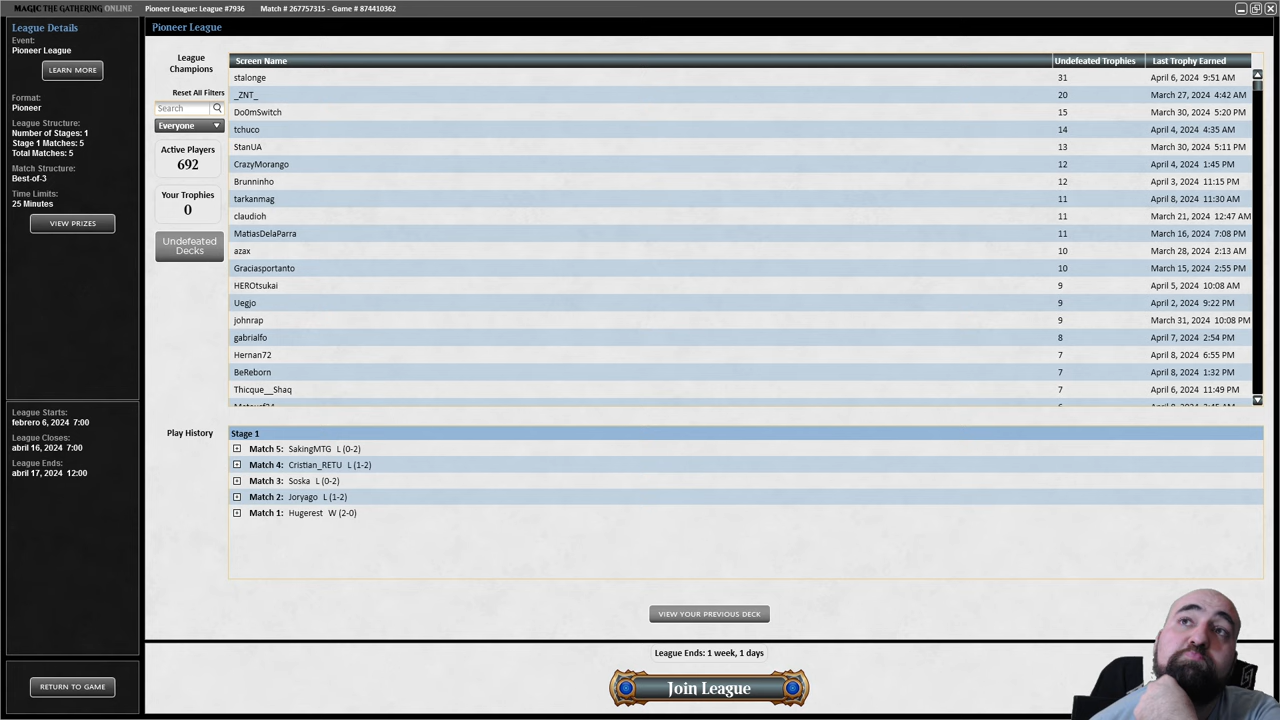 MAGIC THE GATHERING ONLINE Pioneer League: League #7936 Match # 267757315 - Game # 874410362
League Details
Event:
Pioneer League
LEARN MORE
Format:
Pioneer
League Structure:
Number of Stages: 1
Stage 1 Matches: 5
Total Matches: 5
Match Structure:
Best-of-3
Time Limits:
25 Minutes
VIEW PRIZES
League Starts:
febrero 6, 2024 7:00
League Closes:
abril 16, 2024 7:00
League Ends:
abril 17, 2024 12:00
RETURN TO GAME
Pioneer League
League
Champions
Reset All Filters
Search
Everyone
Active Players
692
Your Trophies
0
Undefeated
Decks
Screen Name Undefeated Trophies Last Trophy Earned
stalonge 31 April 6, 2024 9:51 AM
_ZNT_ 20 March 27, 2024 4:42 AM
Do0mSwitch 15 March 30, 2024 5:20 PM
tchuco 14 April 4, 2024 4:35 AM
StanUA 13 March 30, 2024 5:11 PM
CrazyMorango 12 April 4, 2024 1:45 PM
Brunninho 12 April 3, 2024 11:15 PM
tarkanmag 11 April 8, 2024 11:30 AM
claudioh 11 March 21, 2024 12:47 AM
MatiasDelaParra 11 March 16, 2024 7:08 PM
azax 10 March 28, 2024 2:13 AM
Graciasportanto 10 March 15, 2024 2:55 PM
HEROtsukai 9 April 5, 2024 10:08 AM
Uegjo 9 April 2, 2024 9:22 PM
johnrap 9 March 31, 2024 10:08 PM
gabrialfo 8 April 7, 2024 2:54 PM
Hernan72 7 April 8, 2024 6:55 PM
BeReborn 7 April 8, 2024 1:32 PM
Thicque__Shaq 7 April 6, 2024 11:49 PM
Play History
Stage 1
Match 5: SakingMTG L (0-2)
Match 4: Cristian_RETU L (1-2)
Match 3: Soska L (0-2)
Match 2: Joryago L (1-2)
Match 1: Hugerest W (2-0)
VIEW YOUR PREVIOUS DECK
League Ends: 1 week, 1 days
Join League